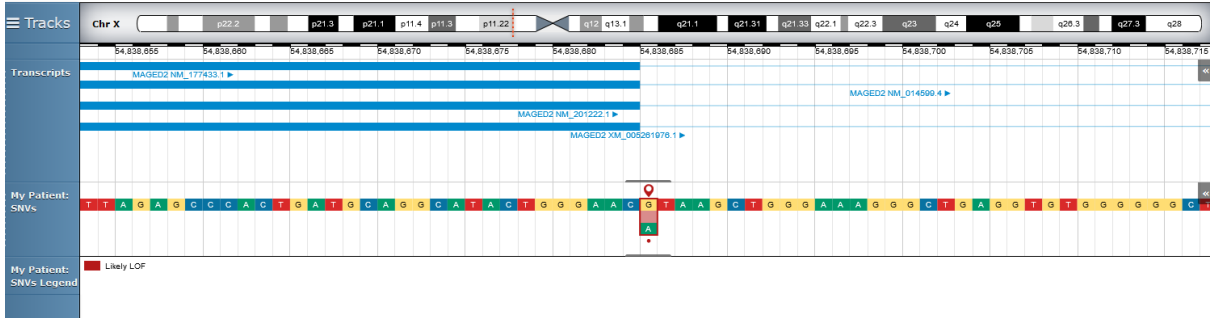 ☰ Tracks
Chr X
p22.2 p21.3 p21.1 p11.4 p11.3 p11.22 q12 q13.1 q21.1 q21.31 q21.33 q22.1 q22.3 q23 q24 q25 q26.3 q27.3 q28
54,838,655 54,838,660 54,838,665 54,838,670 54,838,675 54,838,680 54,838,685 54,838,690 54,838,695 54,838,700 54,838,705 54,838,710 54,838,715
Transcripts
MAGED2 NM_177433.1 ▶
MAGED2 NM_014599.4 ▶
MAGED2 NM_201222.1 ▶
MAGED2 XM_005261976.1 ▶
My Patient:
SNVs
T T A G A G C C C A C T G A T G C A G G C A T A C T G G G A A C G T A A G C T G G G A A A G G G C T G A G G T G T G G G G G G C T
A
My Patient:
SNVs Legend
Likely LOF